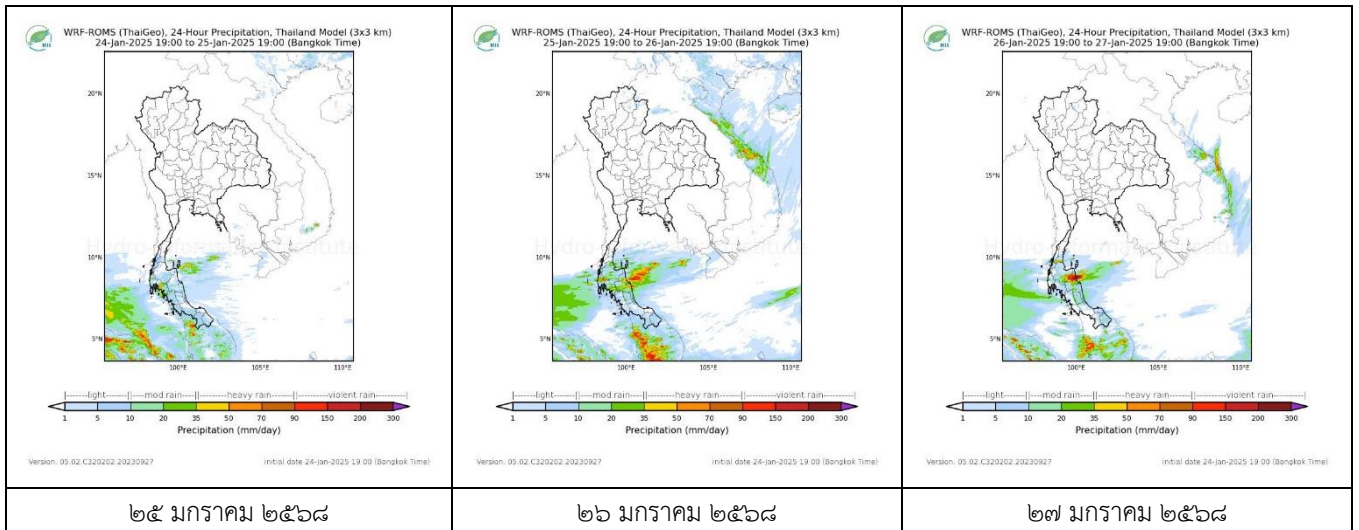 WRF-ROMS (ThaiGeo), 24-Hour Precipitation, Thailand Model (3x3 km)
24-Jan-2025 19:00 to 25-Jan-2025 19:00 (Bangkok Time)
HII
20°N
15°N
10°N
5°N
100°E 105°E 110°E
Hydro-Informatics Institute
light mod rain heavy rain violent rain
1 5 10 20 35 50 70 90 150 200 300
Precipitation (mm/day)
Version: 05.02.C320202.20230927 initial date 24-Jan-2025 19:00 (Bangkok Time)
๒๕ มกราคม ๒๕๖๘
WRF-ROMS (ThaiGeo), 24-Hour Precipitation, Thailand Model (3x3 km)
25-Jan-2025 19:00 to 26-Jan-2025 19:00 (Bangkok Time)
HII
20°N
15°N
10°N
5°N
100°E 105°E 110°E
Hydro-Informatics Institute
light mod rain heavy rain violent rain
1 5 10 20 35 50 70 90 150 200 300
Precipitation (mm/day)
Version: 05.02.C320202.20230927 initial date 24-Jan-2025 19:00 (Bangkok Time)
๒๖ มกราคม ๒๕๖๘
WRF-ROMS (ThaiGeo), 24-Hour Precipitation, Thailand Model (3x3 km)
26-Jan-2025 19:00 to 27-Jan-2025 19:00 (Bangkok Time)
HII
20°N
15°N
10°N
5°N
100°E 105°E 110°E
Hydro-Informatics Institute
light mod rain heavy rain violent rain
1 5 10 20 35 50 70 90 150 200 300
Precipitation (mm/day)
Version: 05.02.C320202.20230927 initial date 24-Jan-2025 19:00 (Bangkok Time)
๒๗ มกราคม ๒๕๖๘